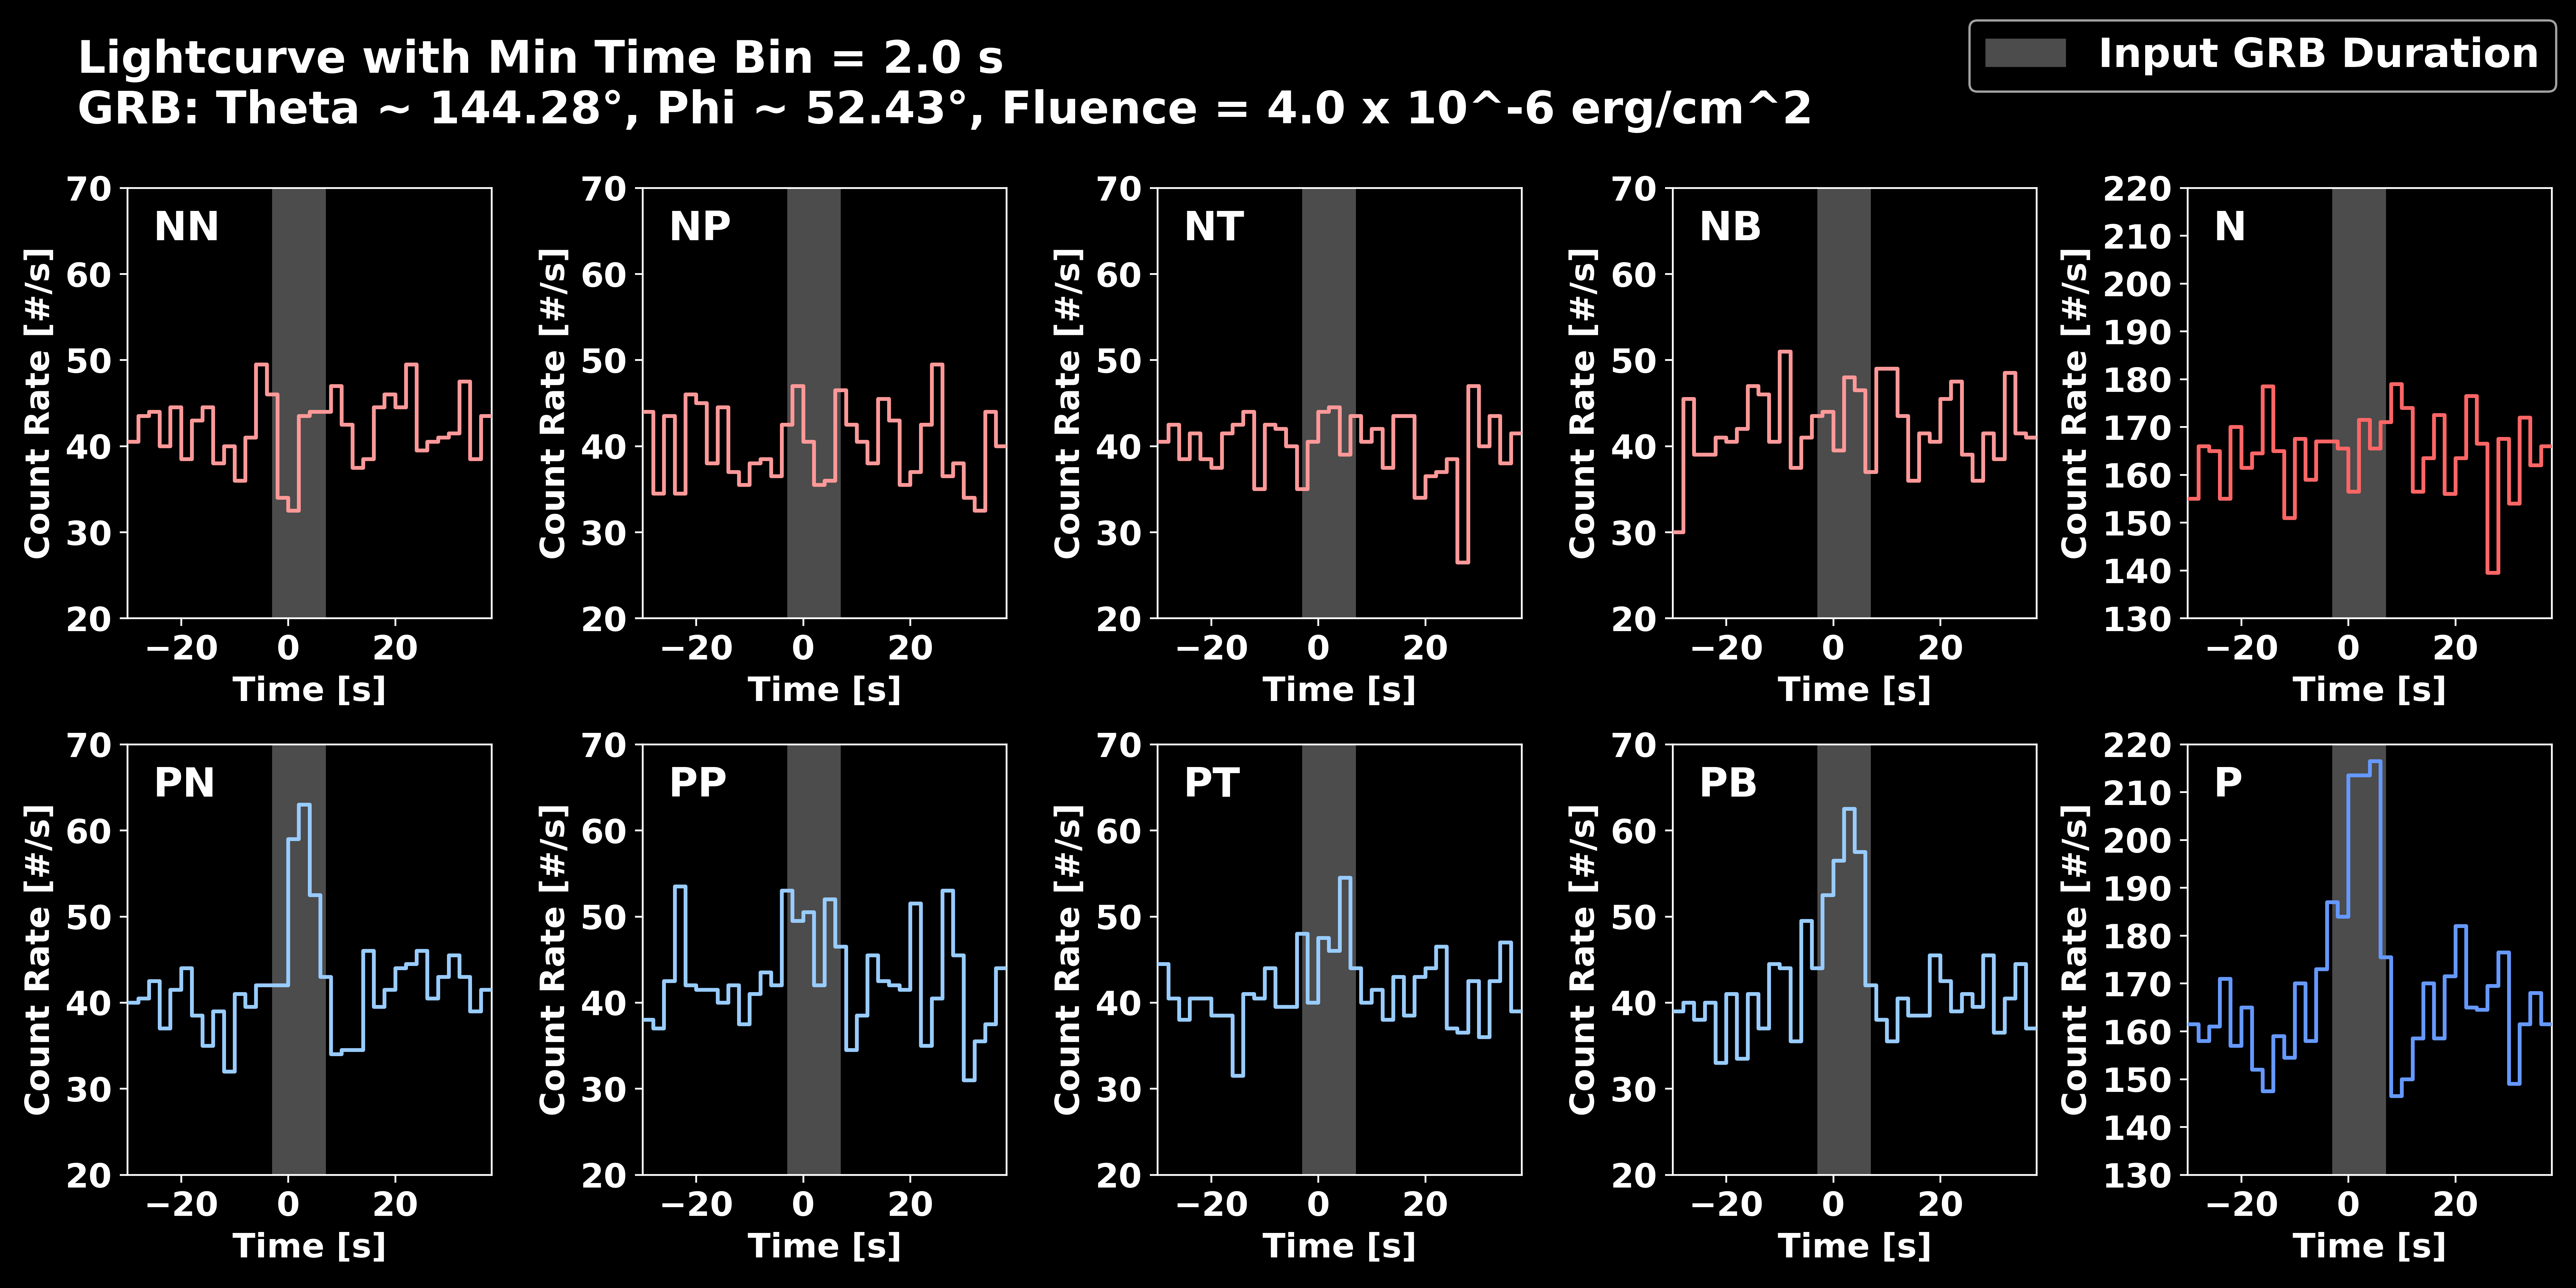 Lightcurve with Min Time Bin = 2.0 s
GRB: Theta ~ 144.28°, Phi ~ 52.43°, Fluence = 4.0 x 10^-6 erg/cm^2
Input GRB Duration
NN
Count Rate [#/s]
70
60
50
40
30
20
−20 0 20
Time [s]
NP
Count Rate [#/s]
70
60
50
40
30
20
−20 0 20
Time [s]
NT
Count Rate [#/s]
70
60
50
40
30
20
−20 0 20
Time [s]
NB
Count Rate [#/s]
70
60
50
40
30
20
−20 0 20
Time [s]
N
Count Rate [#/s]
220
210
200
190
180
170
160
150
140
130
−20 0 20
Time [s]
PN
Count Rate [#/s]
70
60
50
40
30
20
−20 0 20
Time [s]
PP
Count Rate [#/s]
70
60
50
40
30
20
−20 0 20
Time [s]
PT
Count Rate [#/s]
70
60
50
40
30
20
−20 0 20
Time [s]
PB
Count Rate [#/s]
70
60
50
40
30
20
−20 0 20
Time [s]
P
Count Rate [#/s]
220
210
200
190
180
170
160
150
140
130
−20 0 20
Time [s]